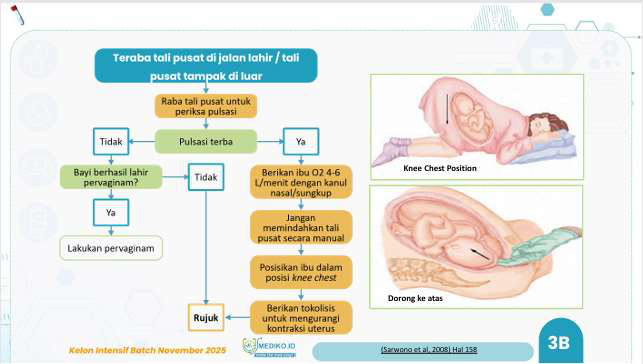 Teraba tali pusat di jalan lahir / tali
pusat tampak di luar
Raba tali pusat untuk
periksa pulsasi
Tidak
Pulsasi terba
Ya
Bayi berhasil lahir
pervaginam?
Tidak
Berikan ibu O2 4-6
L/menit dengan kanul
nasal/sungkup
Ya
Jangan
memindahkan tali
pusat secara manual
Lakukan pervaginam
Posisikan ibu dalam
posisi knee chest
Rujuk
Berikan tokolisis
untuk mengurangi
kontraksi uterus
Knee Chest Position
Dorong ke atas
Kelon Intensif Batch November 2025
MEDIKO.ID
(Sarwono et al, 2008) Hal 158
3B